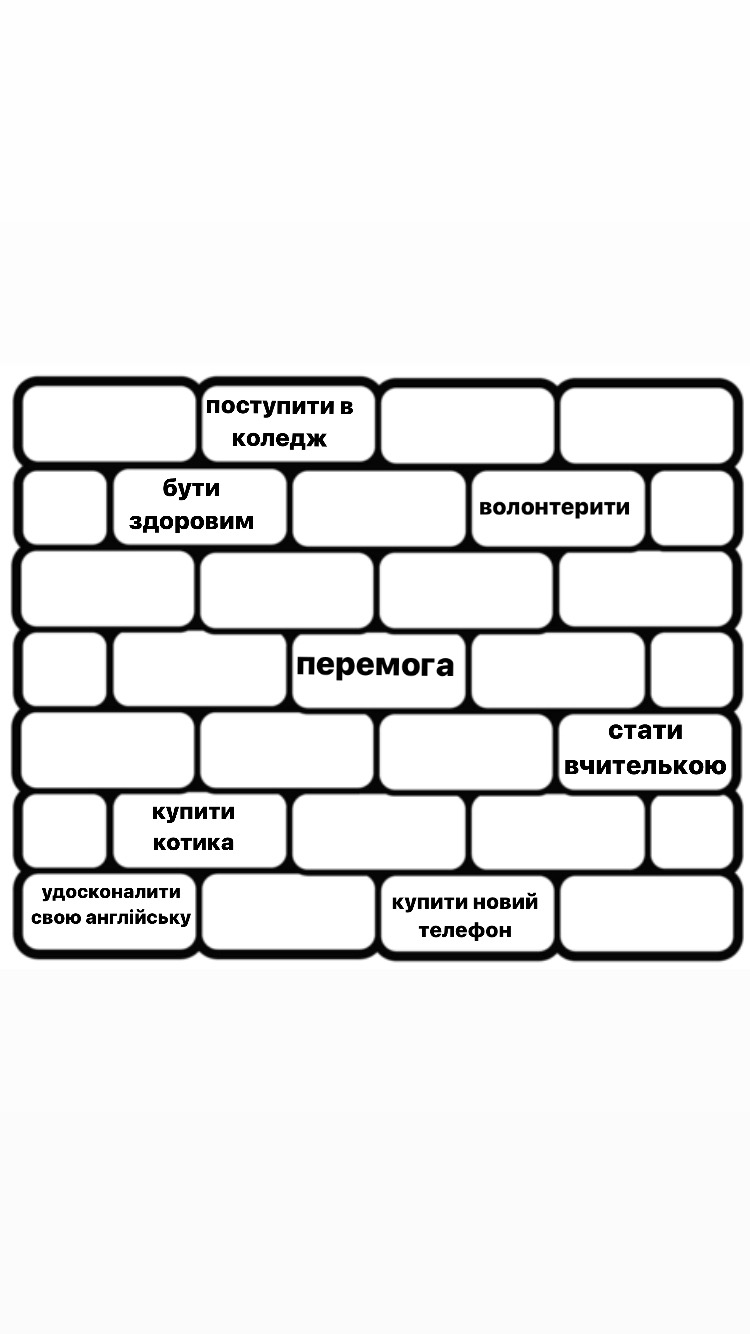 поступити в
коледж
бути
здоровим
волонтерити
перемога
стати
вчителькою
купити
котика
удосконалити
свою англійську
купити новий
телефон